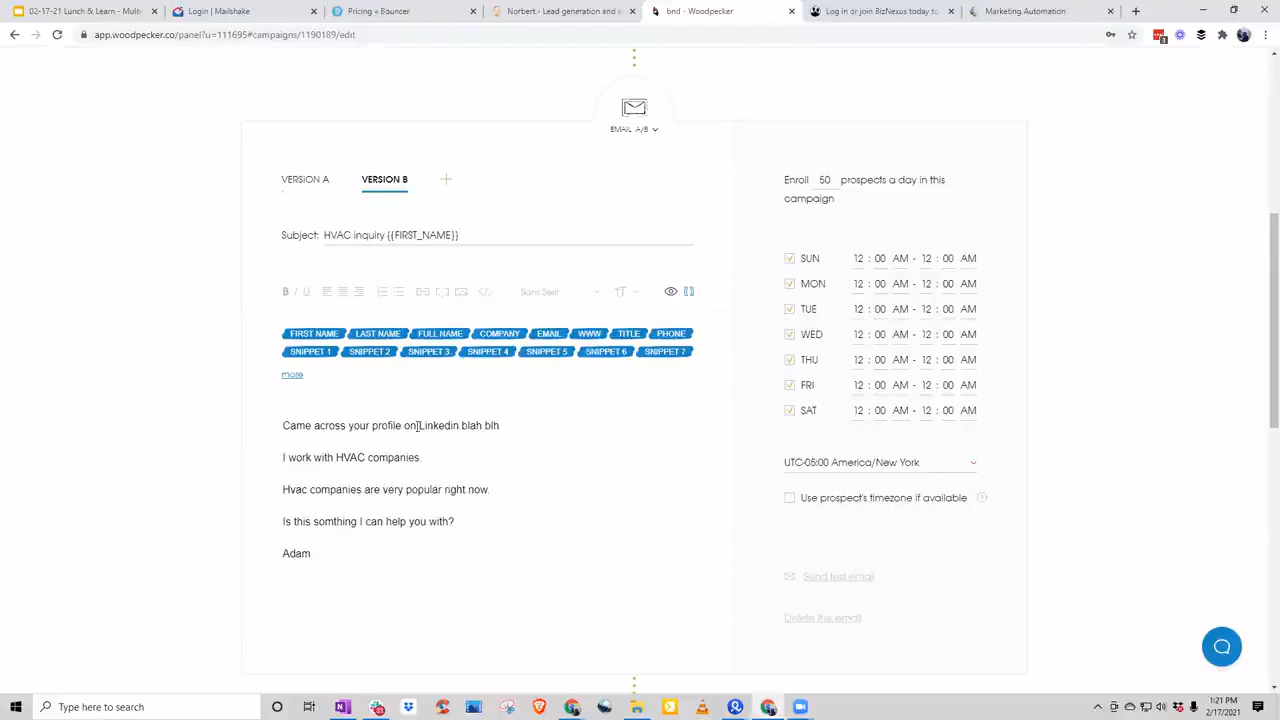 02-17-21 Lunch & Learn - Multi
Login | Mailshake
Pricing « Bouncer
Norbert - Lead generation and e
bnd - Woodpecker
Log in or join BizNexus today to
Marketing Automation
app.woodpecker.co/panel?u=111695#campaigns/1190189/edit
EMAIL A/B
VERSION A
VERSION B
Enroll 50 prospects a day in this
campaign
Subject: HVAC inquiry {{FIRST_NAME}}
SUN 12 : 00 AM - 12 : 00 AM
MON 12 : 00 AM - 12 : 00 AM
TUE 12 : 00 AM - 12 : 00 AM
WED 12 : 00 AM - 12 : 00 AM
THU 12 : 00 AM - 12 : 00 AM
FRI 12 : 00 AM - 12 : 00 AM
SAT 12 : 00 AM - 12 : 00 AM
B I U
Sans Serif
FIRST NAME LAST NAME FULL NAME COMPANY EMAIL WWW TITLE PHONE
SNIPPET 1 SNIPPET 2 SNIPPET 3 SNIPPET 4 SNIPPET 5 SNIPPET 6 SNIPPET 7
more
Came across your profile on Linkedin blah blh
I work with HVAC companies.
Hvac companies are very popular right now.
Is this somthing I can help you with?
Adam
UTC-05:00 America/New York
Use prospect's timezone if available
Send test email
Delete this email
Type here to search
1:21 PM
2/17/2021